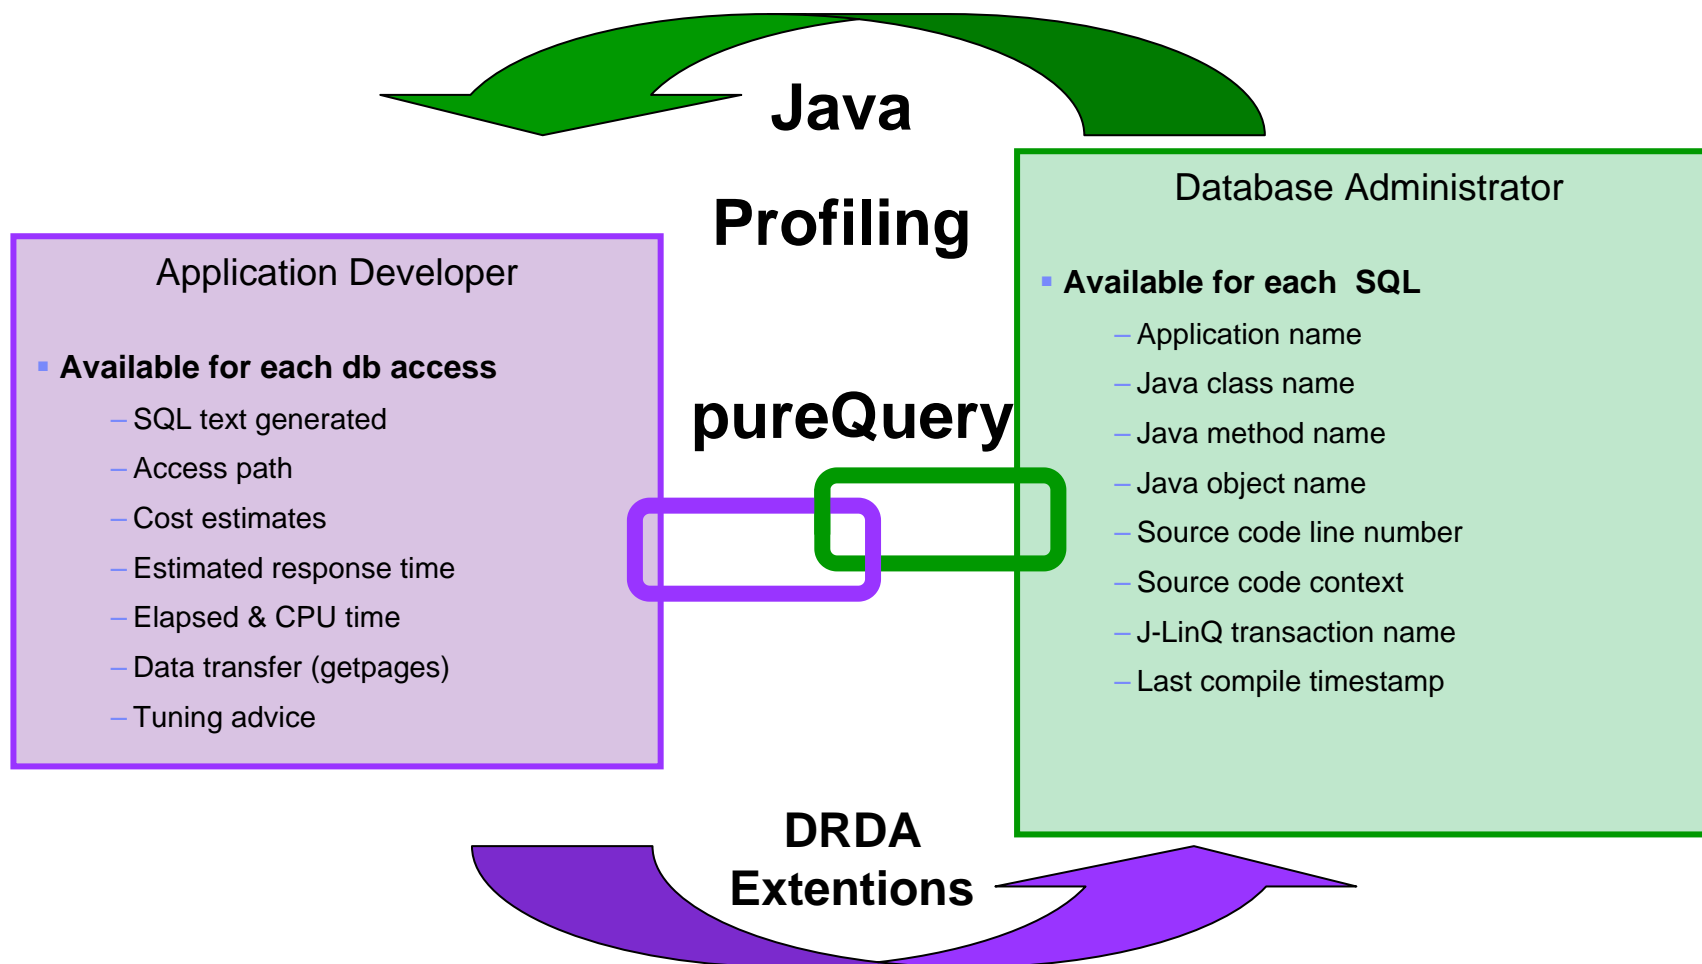 Java
Profiling
pureQuery
Application Developer
Available for each db access
– SQL text generated
– Access path
– Cost estimates
– Estimated response time
– Elapsed & CPU time
– Data transfer (getpages)
– Tuning advice
Database Administrator
Available for each SQL
– Application name
– Java class name
– Java method name
– Java object name
– Source code line number
– Source code context
– J-LinQ transaction name
– Last compile timestamp
DRDA
Extentions